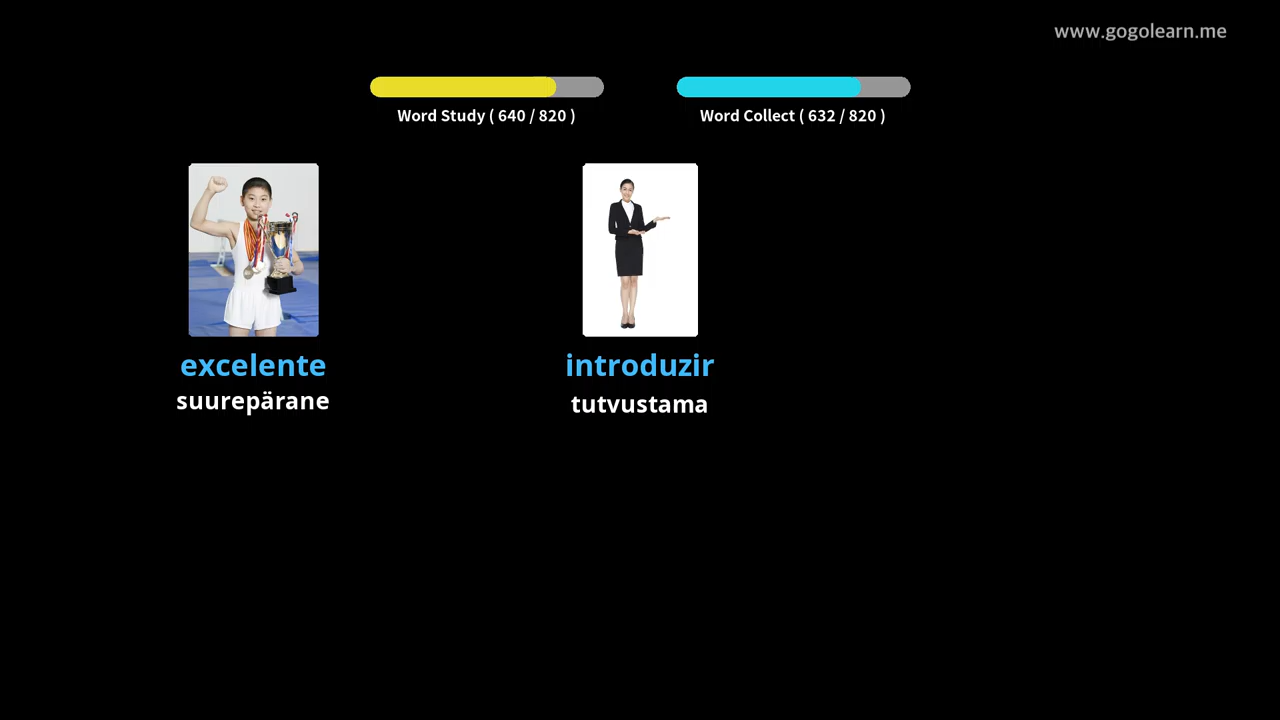 www.gogolearn.me
Word Study ( 640 / 820 )
Word Collect ( 632 / 820 )
excelente
suurepärane
introduzir
tutvustama